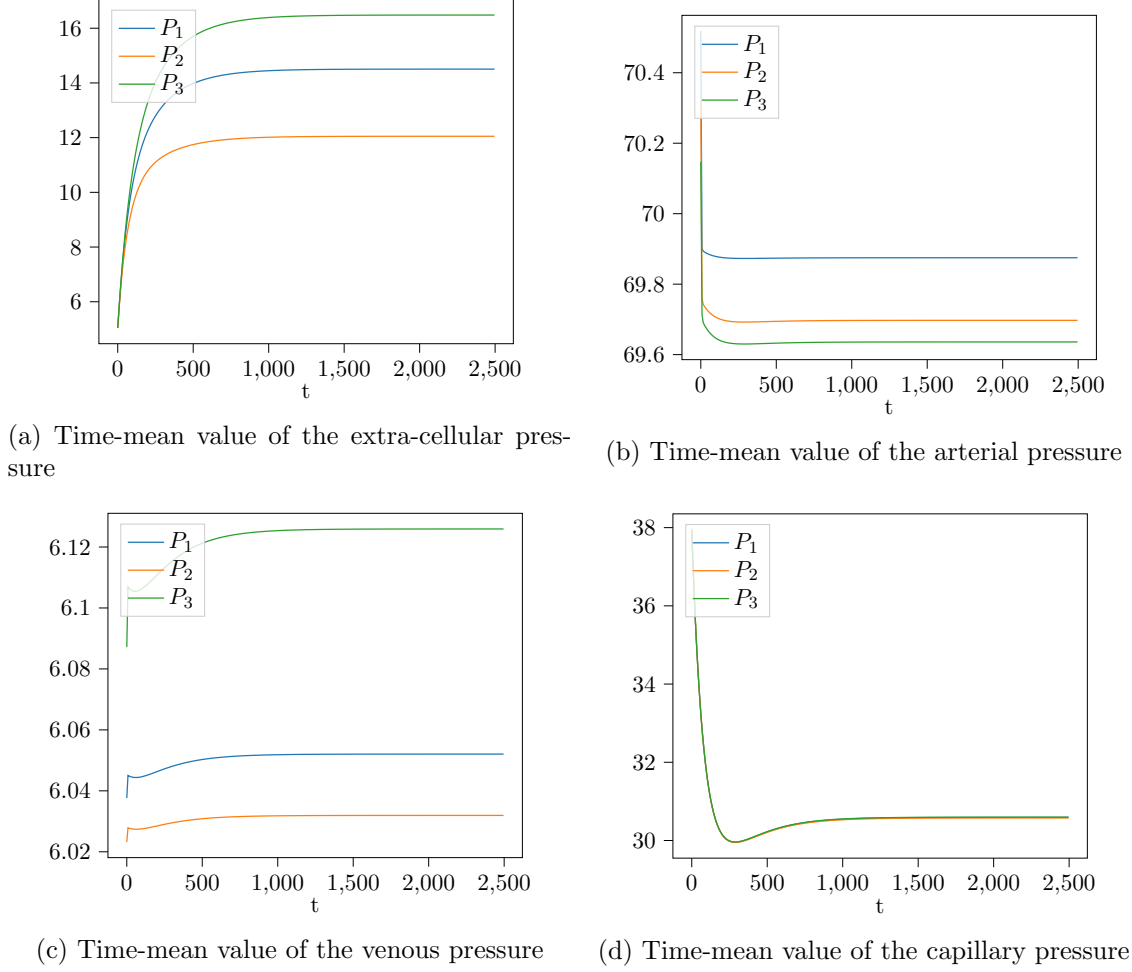 16
14
12
10
8
6
P1
P2
P3
0 500 1,000 1,500 2,000 2,500
t
(a) Time-mean value of the extra-cellular pres-
sure
70.4
70.2
70
69.8
69.6
P1
P2
P3
0 500 1,000 1,500 2,000 2,500
t
(b) Time-mean value of the arterial pressure
6.12
6.1
6.08
6.06
6.04
6.02
P1
P2
P3
0 500 1,000 1,500 2,000 2,500
t
(c) Time-mean value of the venous pressure
38
36
34
32
30
P1
P2
P3
0 500 1,000 1,500 2,000 2,500
t
(d) Time-mean value of the capillary pressure